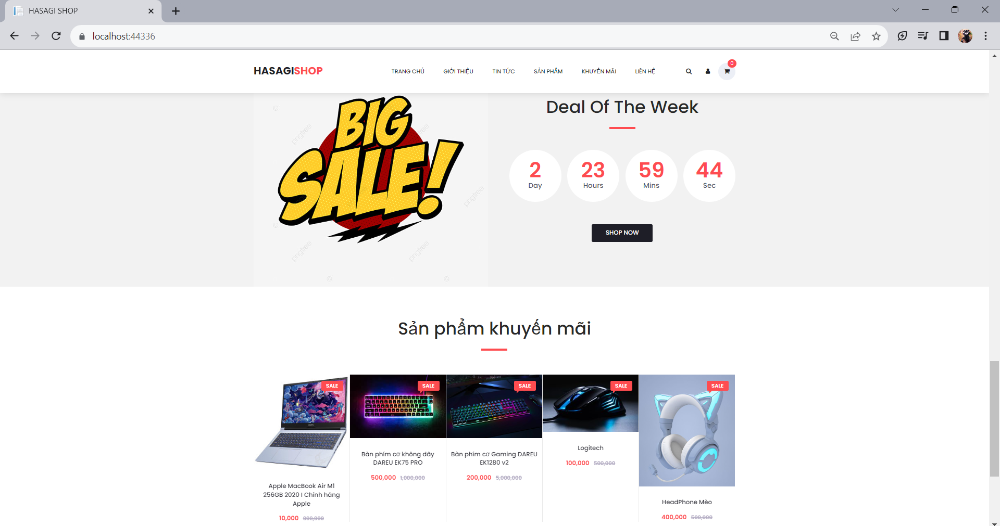 HASAGI SHOP
localhost:44336
HASAGISHOP
TRANG CHỦ GIỚI THIỆU TIN TỨC SẢN PHẨM KHUYẾN MÃI LIÊN HỆ 0
BIG
SALE!
pngtree
pngtree
pngtree
pngtree
Deal Of The Week
2 23 59 44
Day Hours Mins Sec
SHOP NOW
Sản phẩm khuyến mãi
SALE
Apple MacBook Air M1
256GB 2020 I Chính hãng
Apple
10,000 999,990
SALE
Bàn phím cơ không dây
DAREU EK75 PRO
500,000 1,000,000
SALE
Bàn phím cơ Gaming DAREU
EK1280 v2
200,000 5,000,000
SALE
Logitech
100,000 500,000
SALE
HeadPhone Mèo
400,000 500,000